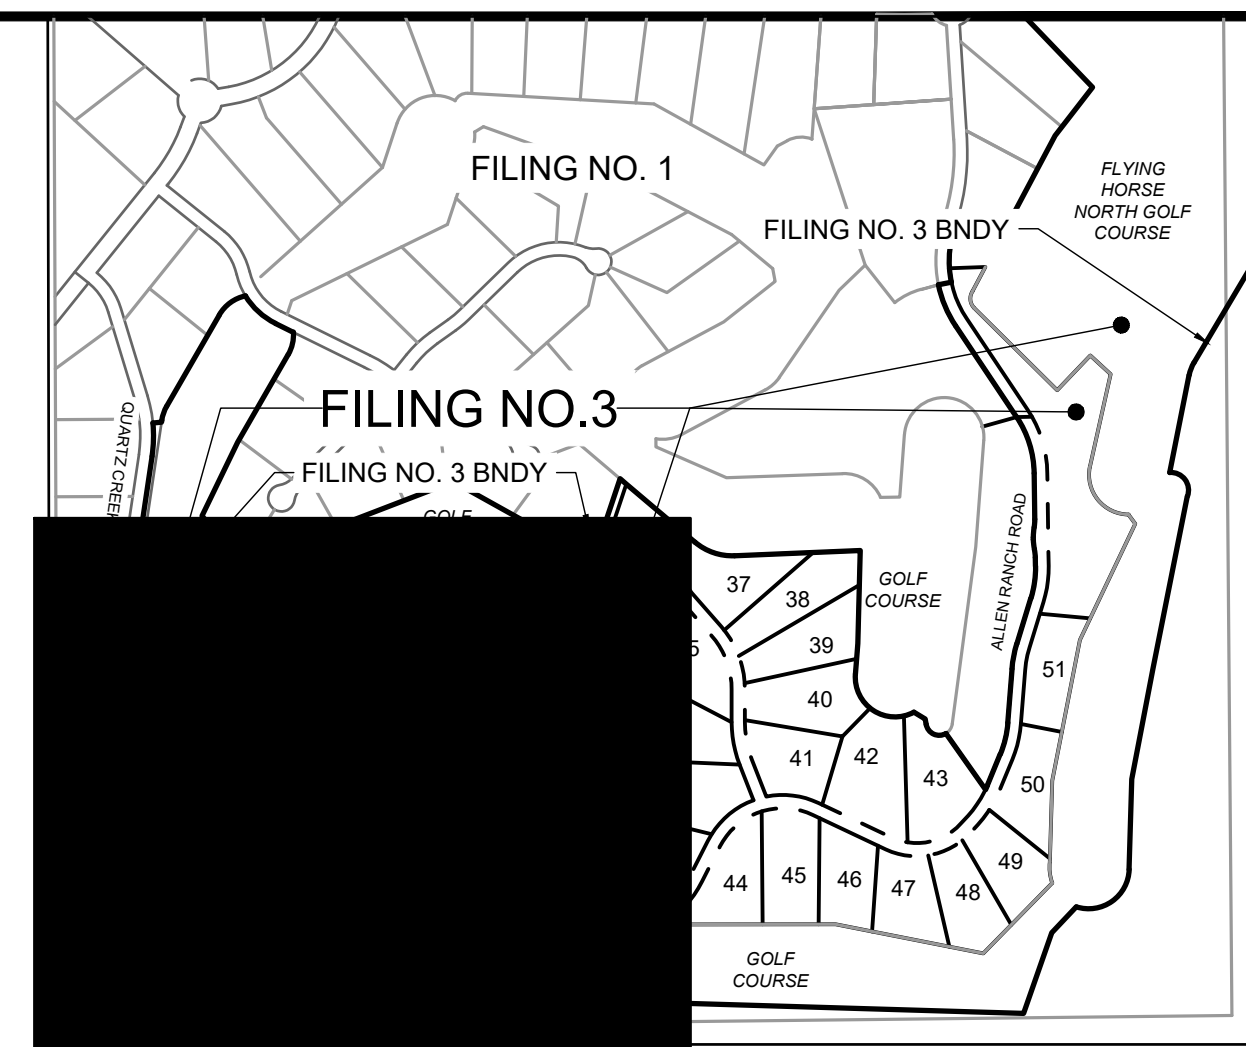 FILING NO. 1
FLYING
HORSE
NORTH GOLF
COURSE
FILING NO. 3 BNDY
FILING NO.3
QUARTZ
FILING NO. 3 BNDY
GOLF
ALLEN RANCH ROAD
GOLF
COURSE
37
38
39
40
41
42
43
51
50
49
44
45
46
47
48
GOLF
COURSE